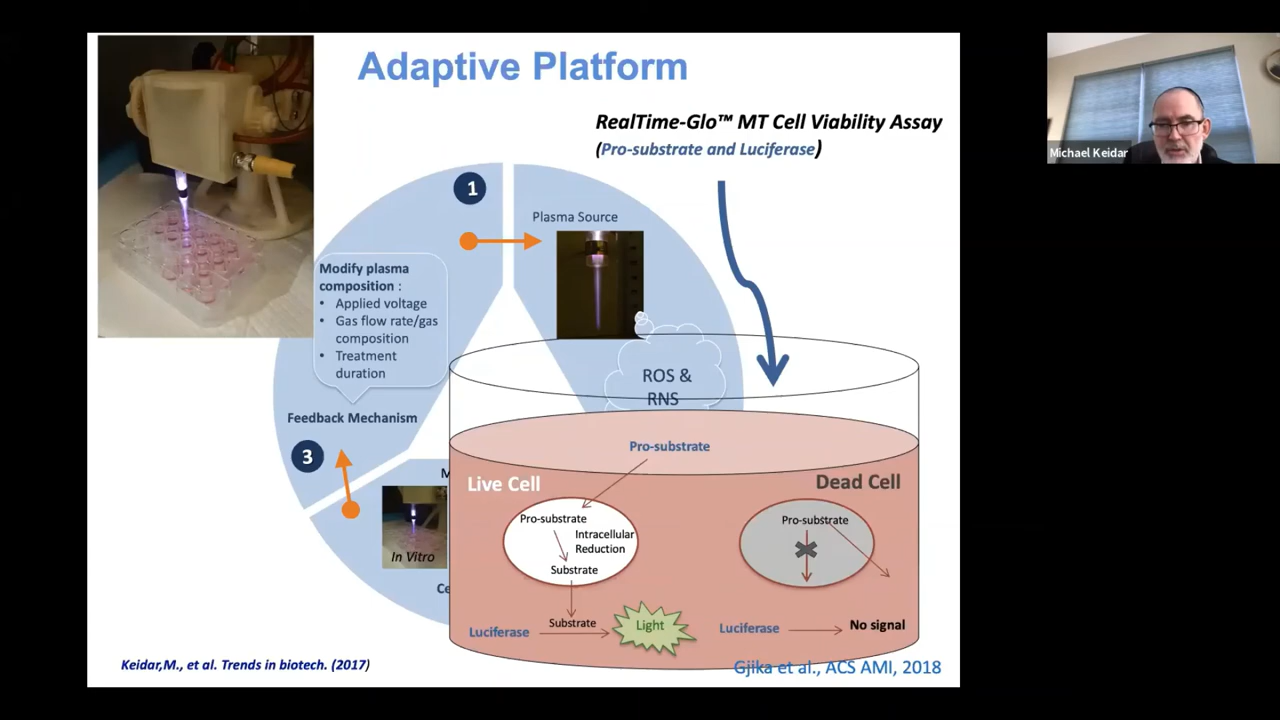 Adaptive Platform
RealTime-Glo™ MT Cell Viability Assay
(Pro-substrate and Luciferase)
Michael Keidar
1
Plasma Source
Modify plasma
composition :
• Applied voltage
• Gas flow rate/gas
composition
• Treatment
duration
ROS &
RNS
Feedback Mechanism
3
Pro-substrate
M
Live Cell
Dead Cell
Pro-substrate
Intracellular
Reduction
Substrate
Pro-substrate
In Vitro
Ce
Substrate
Luciferase
Light
Luciferase
No signal
Keidar,M., et al. Trends in biotech. (2017)
Gjika et al., ACS AMI, 2018